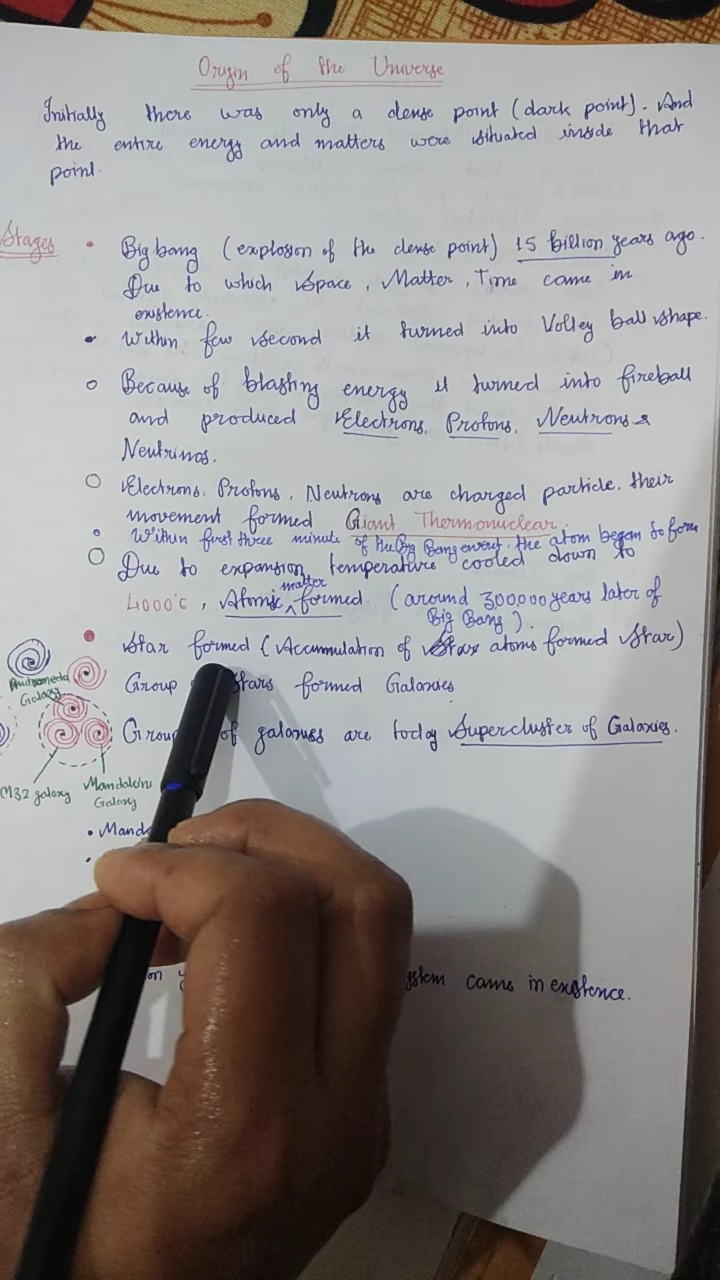 Origin of the Universe
Initially there was only a dense point (dark point). And
the entire energy and matters were situated inside that
point.
Stages
• Big bang (explosion of the dense point) 15 billion years ago.
Due to which Space, Matter, Time came in
existence.
• Within few second it turned into Volley ball shape.
○ Because of blasting energy it turned into fireball
and produced Electrons, Protons, Neutrons &
Neutrinos.
○ Electrons, Protons, Neutrons are charged particle. their
movement formed Giant Thermonuclear.
○ Within first three minute of the Big Bang event, the atom began to form
○ Due to expansion temperature cooled down to
4000°C, Atomic matter formed. (around 300,000 years later of
Big Bang).
• Star formed (Accumulation of atoms formed Star)
Group Stars formed Galaxies.
Group of galaxies are today Supercluster of Galaxies.
Andromeda
Galaxy
M32 galaxy
Mandakini
Galaxy
came in existence.